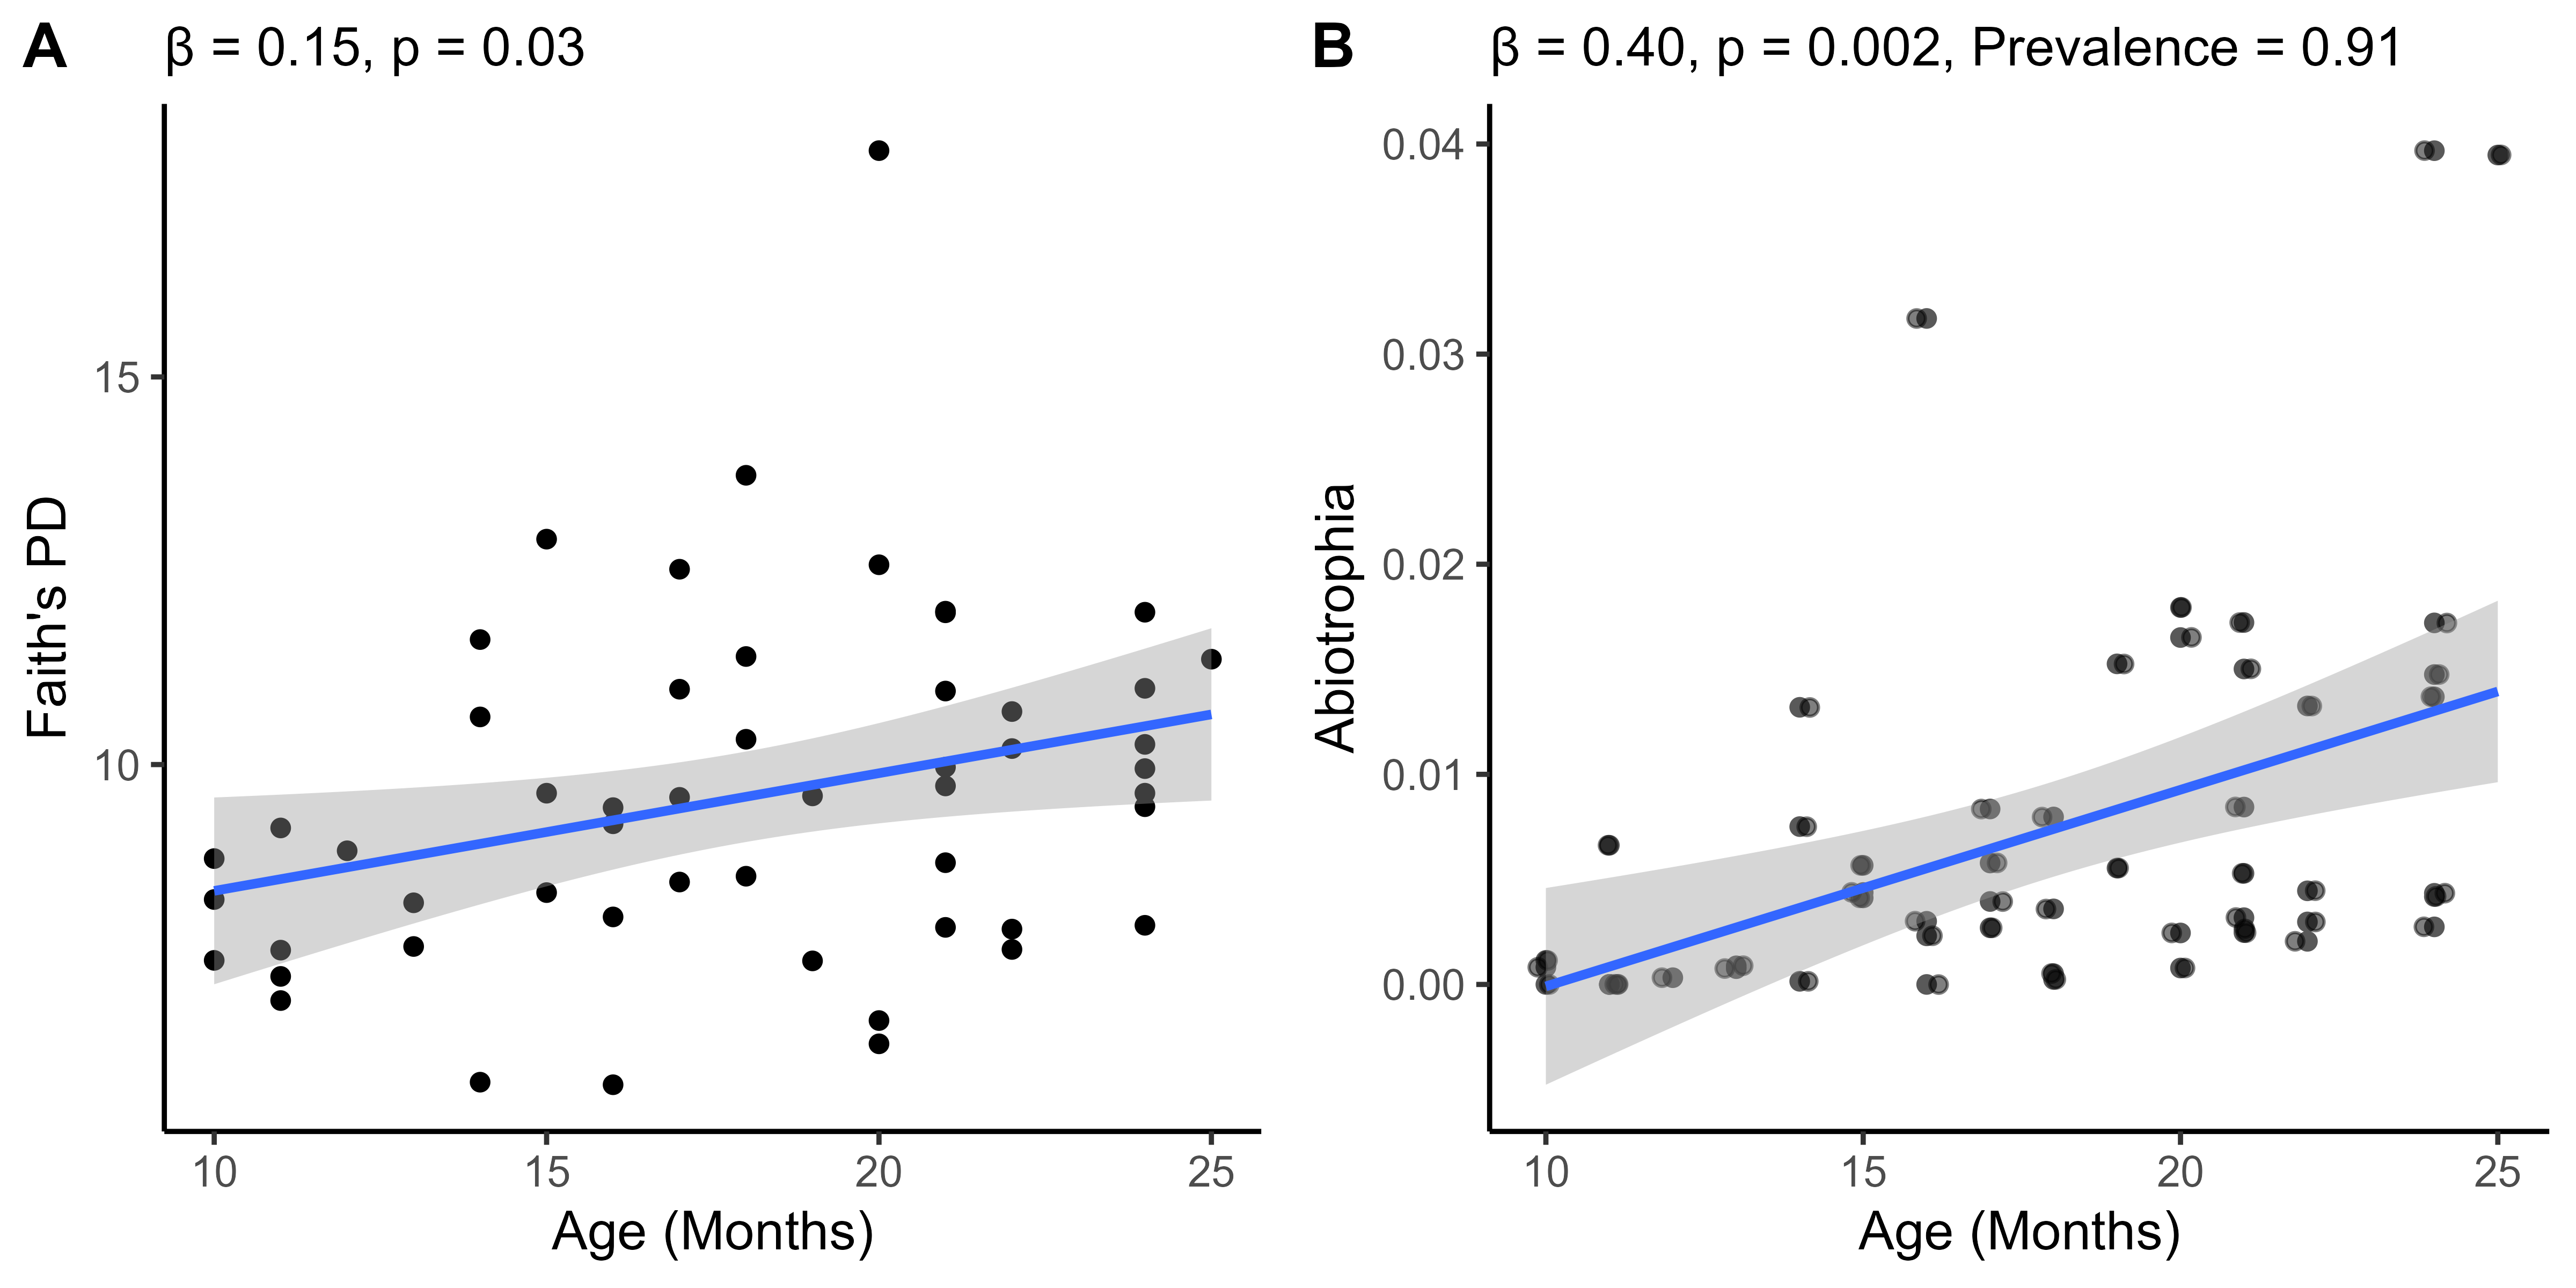 A
β = 0.15, p = 0.03
Faith's PD
15
10
10 15 20 25
Age (Months)
B
β = 0.40, p = 0.002, Prevalence = 0.91
Abiotrophia
0.04
0.03
0.02
0.01
0.00
10 15 20 25
Age (Months)